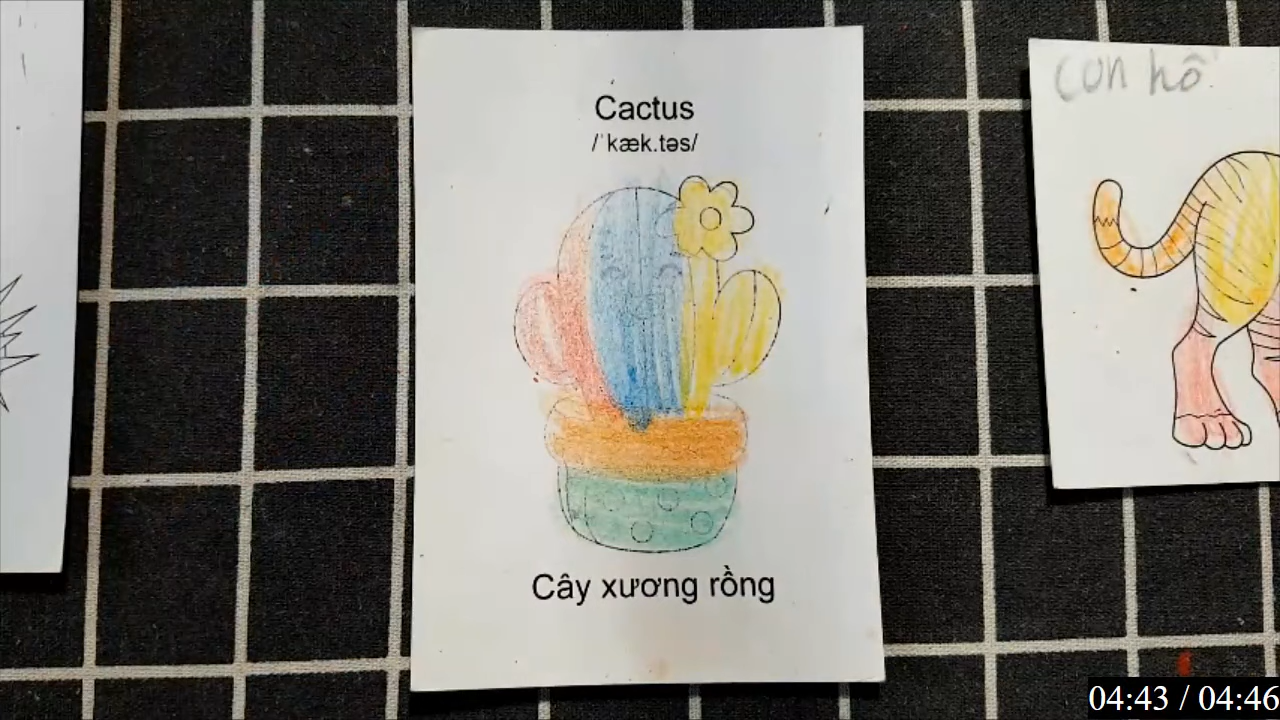 Cactus
/ˈkæk.təs/
Cây xương rồng
con hổ
04:43 / 04:46